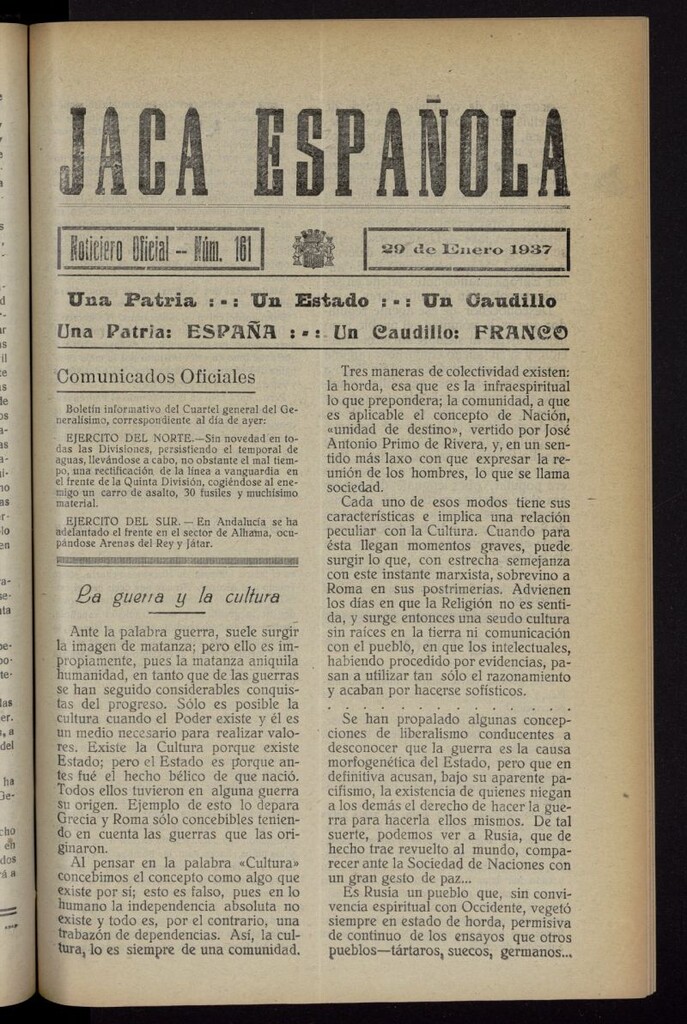 JACA ESPAÑOLA
Noticiero Oficial -- Núm. 161
29 de Enero 1937
Una Patria :-: Un Estado :-: Un Caudillo
Una Patria: ESPAÑA :-: Un Caudillo: FRANCO
Comunicados Oficiales
Boletín informativo del Cuartel general del Ge-
neralísimo, correspondiente al día de ayer:
EJERCITO DEL NORTE.—Sin novedad en to-
das las Divisiones, persistiendo el temporal de
aguas, llevándose a cabo, no obstante el mal tiem-
po, una rectificación de la línea a vanguardia en
el frente de la Quinta División, cogiéndose al ene-
migo un carro de asalto, 30 fusiles y muchísimo
material.
EJERCITO DEL SUR. — En Andalucía se ha
adelantado el frente en el sector de Alhama, ocu-
pándose Arenas del Rey y Játar.
La guerra y la cultura
Ante la palabra guerra, suele surgir
la imagen de matanza; pero ello es im-
propiamente, pues la matanza aniquila
humanidad, en tanto que de las guerras
se han seguido considerables conquis-
tas del progreso. Sólo es posible la
cultura cuando el Poder existe y él es
un medio necesario para realizar valo-
res. Existe la Cultura porque existe
Estado; pero el Estado es porque an-
tes fué el hecho bélico de que nació.
Todos ellos tuvieron en alguna guerra
su origen. Ejemplo de esto lo depara
Grecia y Roma sólo concebibles tenien-
do en cuenta las guerras que las ori-
ginaron.
Al pensar en la palabra «Cultura»
concebimos el concepto como algo que
existe por sí; esto es falso, pues en lo
humano la independencia absoluta no
existe y todo es, por el contrario, una
trabazón de dependencias. Así, la cul-
tura, lo es siempre de una comunidad.
Tres maneras de colectividad existen:
la horda, esa que es la infraespiritual
lo que prepondera; la comunidad, a que
es aplicable el concepto de Nación,
«unidad de destino», vertido por José
Antonio Primo de Rivera, y, en un sen-
tido más laxo con que expresar la re-
unión de los hombres, lo que se llama
sociedad.
Cada uno de esos modos tiene sus
características e implica una relación
peculiar con la Cultura. Cuando para
ésta llegan momentos graves, puede
surgir lo que, con estrecha semejanza
con este instante marxista, sobrevino a
Roma en sus postrimerías. Advienen
los días en que la Religión no es senti-
da, y surge entonces una seudo cultura
sin raíces en la tierra ni comunicación
con el pueblo, en que los intelectuales,
habiendo procedido por evidencias, pa-
san a utilizar tan sólo el razonamiento
y acaban por hacerse sofísticos.
. . . . . . . . . . . . . . .
Se han propalado algunas concep-
ciones de liberalismo conducentes a
desconocer que la guerra es la causa
morfogenética del Estado, pero que en
definitiva acusan, bajo su aparente pa-
cifismo, la existencia de quienes niegan
a los demás el derecho de hacer la gue-
rra para hacerla ellos mismos. De tal
suerte, podemos ver a Rusia, que de
hecho trae revuelto al mundo, compa-
recer ante la Sociedad de Naciones con
un gran gesto de paz...
Es Rusia un pueblo que, sin convi-
vencia espiritual con Occidente, vegetó
siempre en estado de horda, permisiva
de continuo de los ensayos que otros
pueblos—tártaros, suecos, germanos...